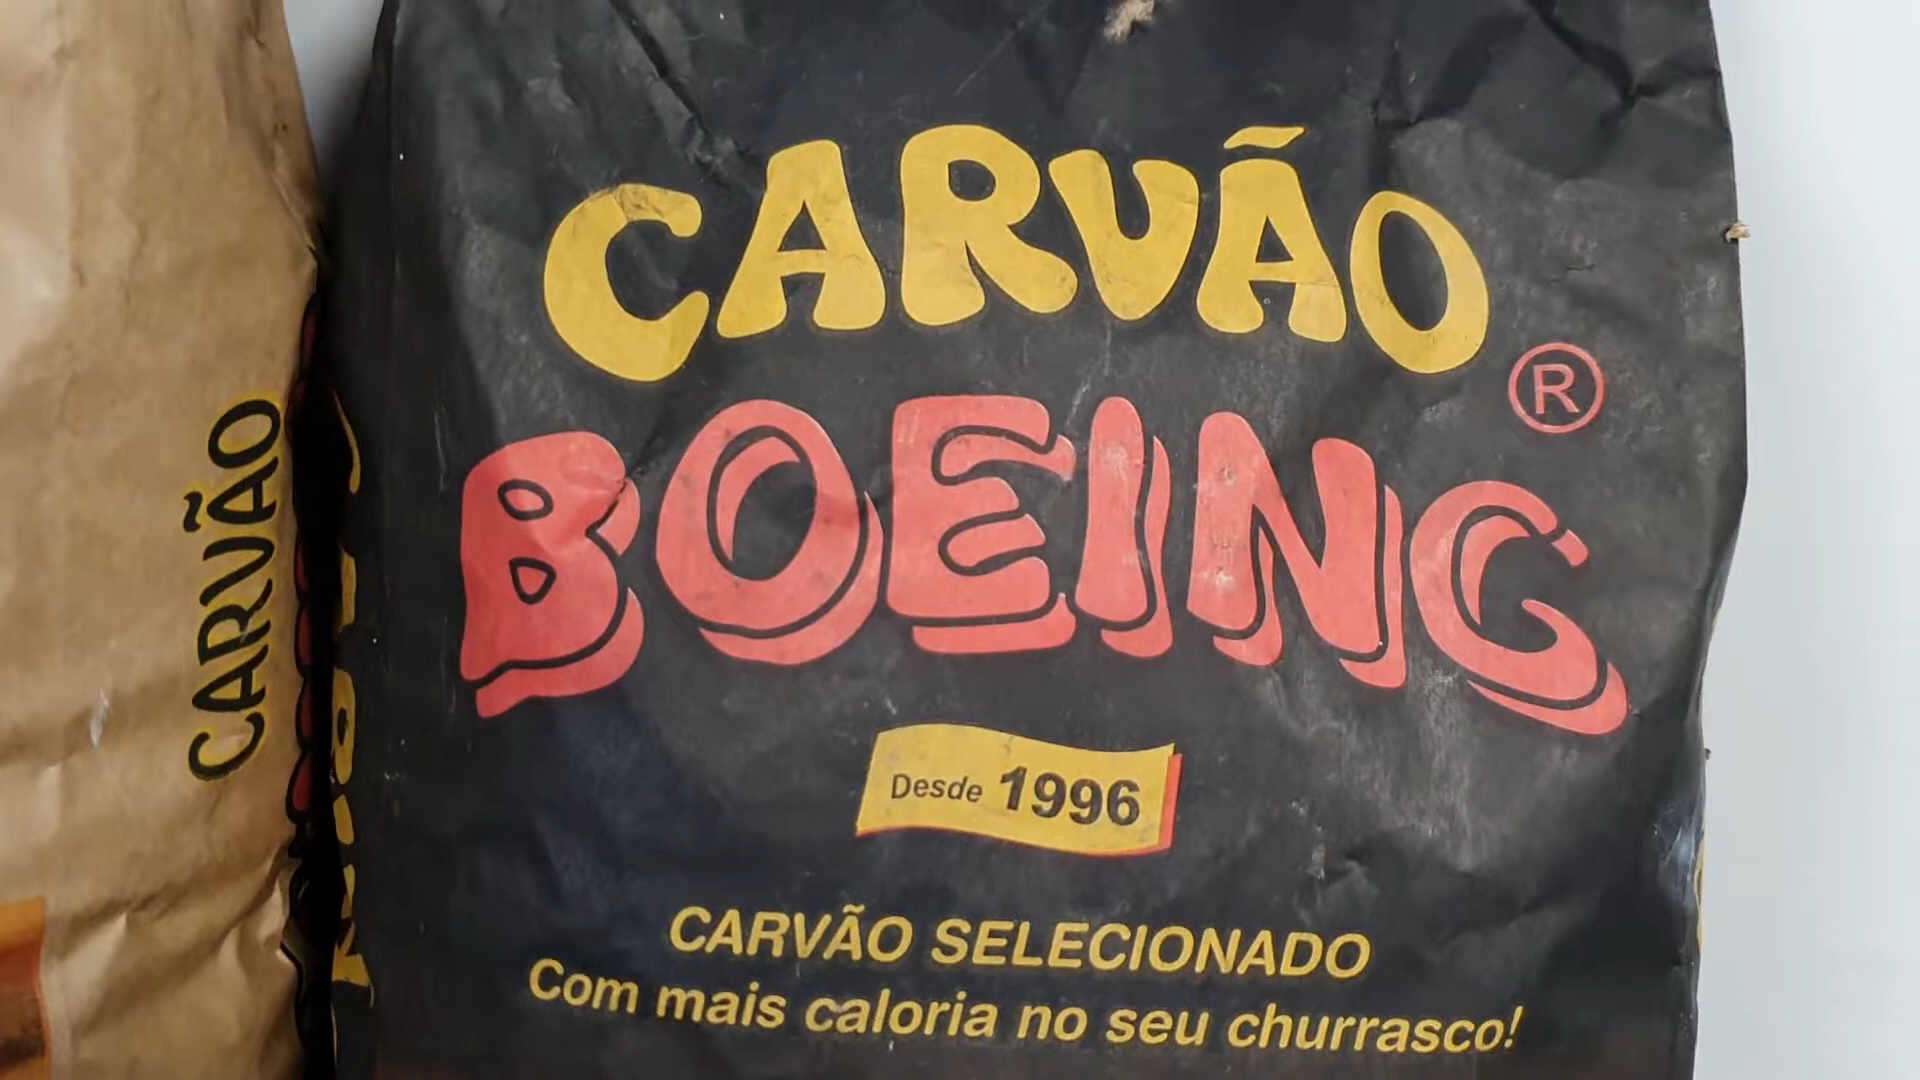 CARVÃO
CARVÃO
BOEING®
Desde 1996
CARVÃO SELECIONADO
Com mais caloria no seu churrasco!